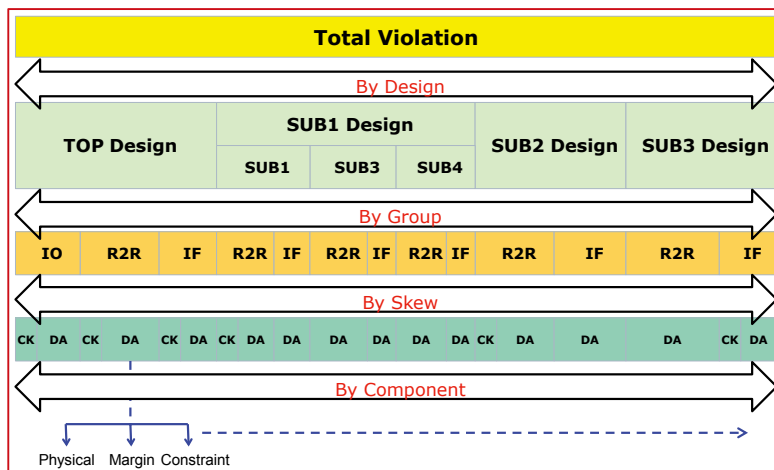 Total Violation
By Design
TOP Design
SUB1 Design
SUB2 Design
SUB3 Design
SUB1 SUB3 SUB4
By Group
IO R2R IF R2R IF R2R IF R2R IF R2R IF R2R IF
By Skew
CK DA CK DA CK DA CK DA DA DA DA DA DA CK DA DA DA CK DA
By Component
Physical Margin Constraint